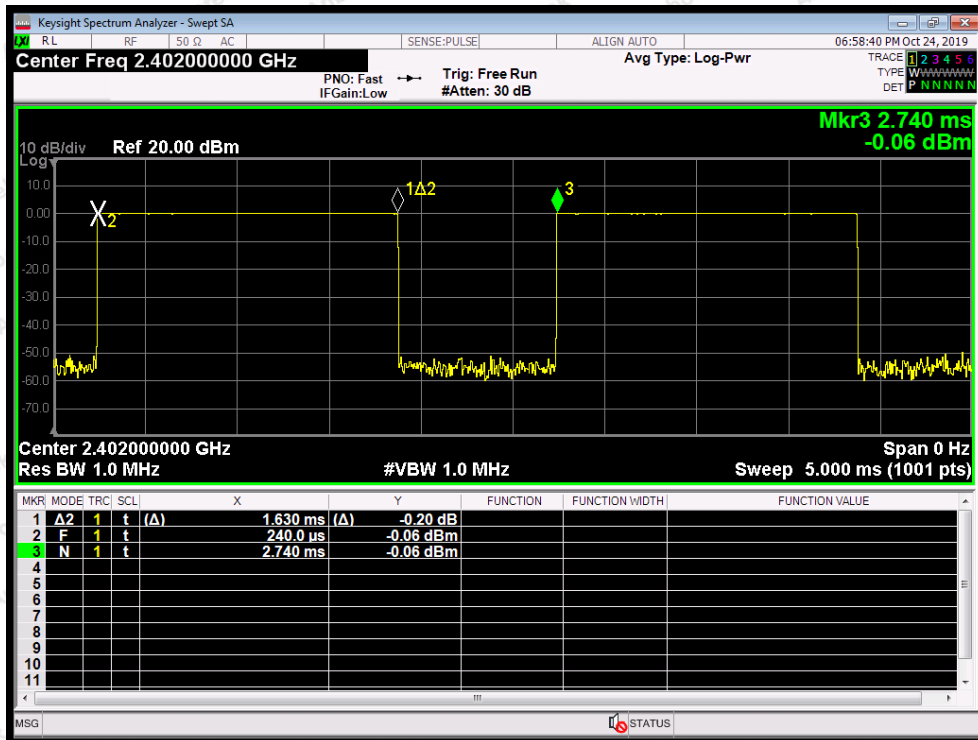 Keysight Spectrum Analyzer - Swept SA
LXI RL RF 50 Ω AC SENSE:PULSE ALIGN AUTO 06:58:40 PM Oct 24, 2019
Center Freq 2.402000000 GHz
Avg Type: Log-Pwr
TRACE 1 2 3 4 5 6
PNO: Fast Trig: Free Run
TYPE WWWWWW
IFGain:Low #Atten: 30 dB
DET P N N N N N
Mkr3 2.740 ms
-0.06 dBm
10 dB/div Ref 20.00 dBm
Log
10.0
1Δ2
3
0.00
2
-10.0
-20.0
-30.0
-40.0
-50.0
-60.0
-70.0
Center 2.402000000 GHz Span 0 Hz
Res BW 1.0 MHz #VBW 1.0 MHz Sweep 5.000 ms (1001 pts)
MKR MODE TRC SCL X Y FUNCTION FUNCTION WIDTH FUNCTION VALUE
1 Δ2 1 t (Δ) 1.630 ms (Δ) -0.20 dB
2 F 1 t 240.0 µs -0.06 dBm
3 N 1 t 2.740 ms -0.06 dBm
4
5
6
7
8
9
10
11
MSG STATUS